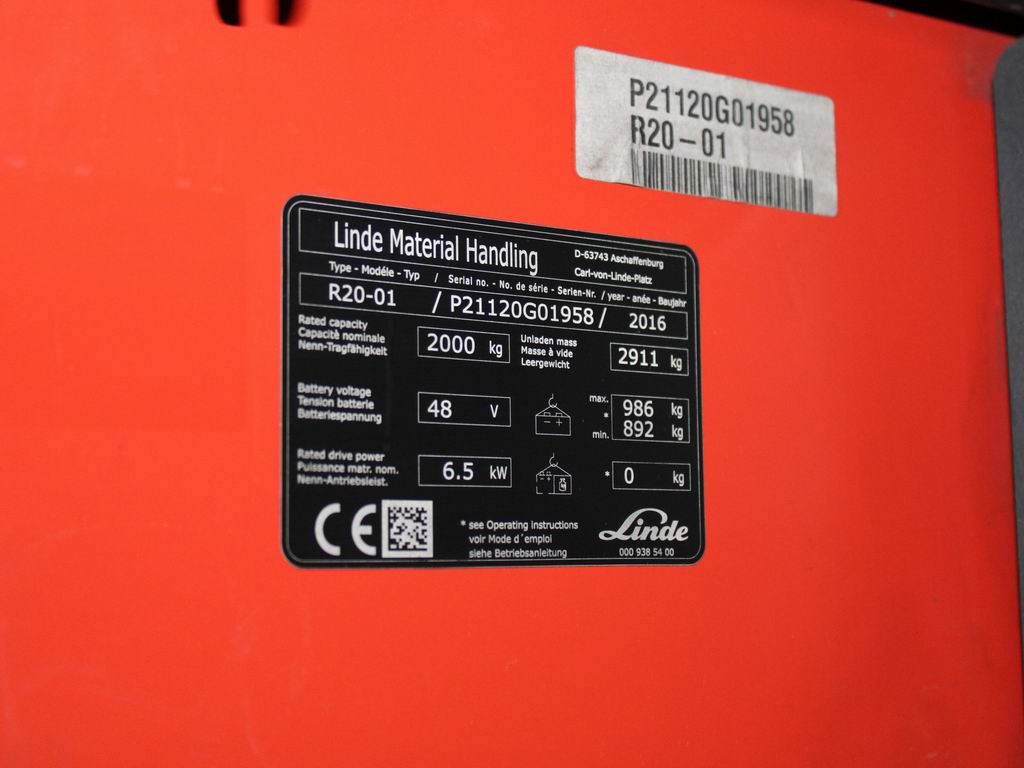 P21120G01958
R20-01
Linde Material Handling
D-63743 Aschaffenburg
Carl-von-Linde-Platz
Type - Modéle - Typ / Serial no. - No. de série - Serien-Nr. / year - anée - Baujahr
R20-01 / P21120G01958 / 2016
Rated capacity
Capacitè nominale
Nenn-Tragfähigkeit
2000 kg
Unladen mass
Masse à vide
Leergewicht
2911 kg
Battery voltage
Tension batterie
Batteriespannung
48 V
max. 986 kg
*
min. 892 kg
Rated drive power
Puissance matr. nom.
Nenn-Antriebsleist.
6.5 kW
* 0 kg
CE
* see Operating instructions
voir Mode d´emploi
siehe Betriebsanleitung
Linde
000 938 54 00